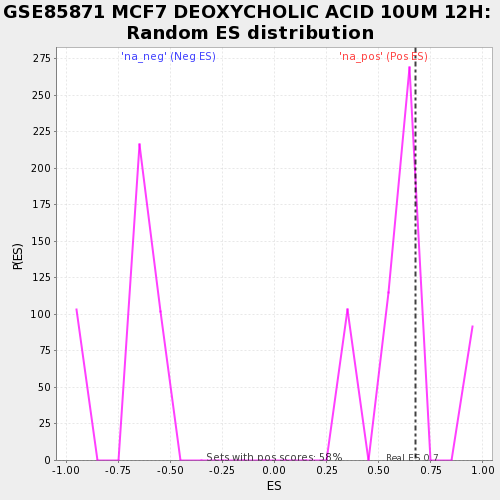 GSE85871 MCF7 DEOXYCHOLIC ACID 10UM 12H:
Random ES distribution
'na_neg' (Neg ES)
'na_pos' (Pos ES)
275
250
225
200
175
150
125
100
75
50
25
0
P(ES)
Sets with pos scores: 58%
Real ES 0.7
-1.00 -0.75 -0.50 -0.25 0.00 0.25 0.50 0.75 1.00
ES